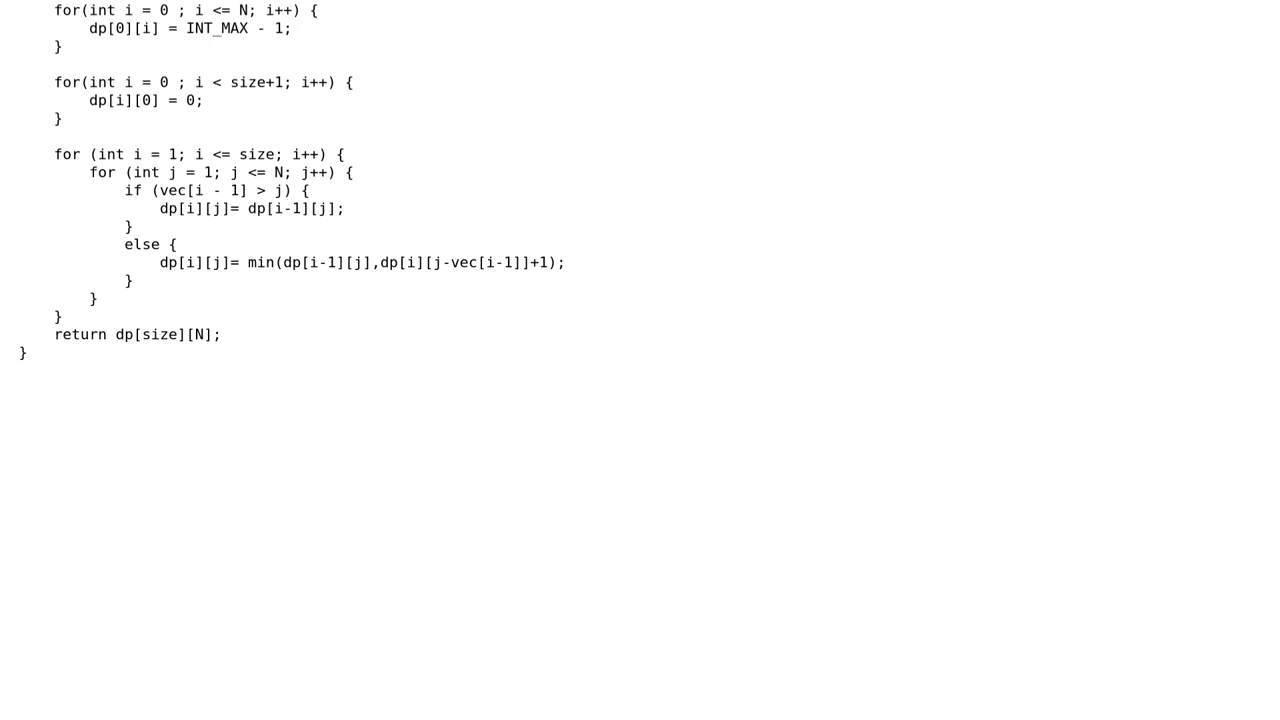 for(int i = 0 ; i <= N; i++) {
        dp[0][i] = INT_MAX - 1;
    }

    for(int i = 0 ; i < size+1; i++) {
        dp[i][0] = 0;
    }

    for (int i = 1; i <= size; i++) {
        for (int j = 1; j <= N; j++) {
            if (vec[i - 1] > j) {
                dp[i][j]= dp[i-1][j];
            }
            else {
                dp[i][j]= min(dp[i-1][j],dp[i][j-vec[i-1]]+1);
            }
        }
    }
    return dp[size][N];
}